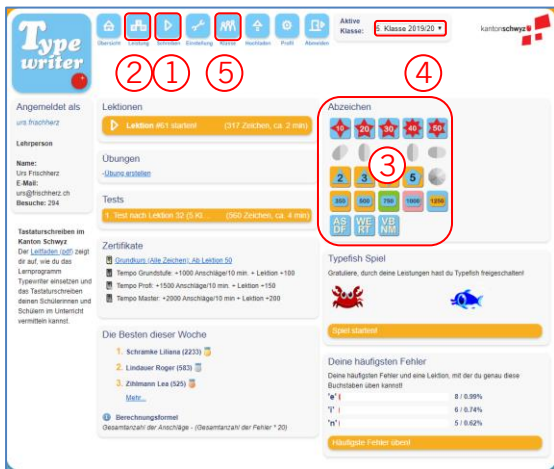 Type
writer
Übersicht
Leistung
Schreiben
Einstellung
Klasse
Hochladen
Profil
Abmelden
Aktive
Klasse:
5. Klasse 2019/20
kantonschwyz
②
①
⑤
④
Angemeldet als
urs frischherz
Lehrperson
Name:
Urs Frischherz
E-Mail:
urs@frischherz.ch
Besuche: 294
Tastaturschreiben im
Kanton Schwyz
Der Leitfaden (pdf) zeigt
dir auf, wie du das
Lernprogramm
Typewriter einsetzen und
das Tastaturschreiben
deinen Schülerinnen und
Schülern im Unterricht
vermitteln kannst.
Lektionen
Lektion #61 starten! (317 Zeichen, ca. 2 min)
Übungen
-Übung erstellen
Tests
1. Test nach Lektion 32 (5.Kl... (560 Zeichen, ca. 4 min)
Zertifikate
Grundkurs (Alle Zeichen): Ab Lektion 50
Tempo Grundstufe: +1000 Anschläge/10 min. + Lektion +100
Tempo Profi: +1500 Anschläge/10 min. + Lektion +150
Tempo Master: +2000 Anschläge/10 min + Lektion +200
Die Besten dieser Woche
1. Schramke Liliana (2233)
2. Lindauer Roger (583)
3. Zihlmann Lea (525)
Mehr...
Berechnungsformel
Gesamtanzahl der Anschläge - (Gesamtanzahl der Fehler * 20)
Abzeichen
10 20 30 40 50
③
2 3 5
350 500 750 1000 1250
AS DF WE RT VB NM
Typefish Spiel
Gratuliere, durch deine Leistungen hast du Typefish freigeschalten!
Spiel starten!
Deine häufigsten Fehler
Deine häufigsten Fehler und eine Lektion, mit der du genau diese
Buchstaben üben kannst!
'e' 8 / 0.99%
'i' 6 / 0.74%
'n' 5 / 0.62%
Häufigste Fehler üben!